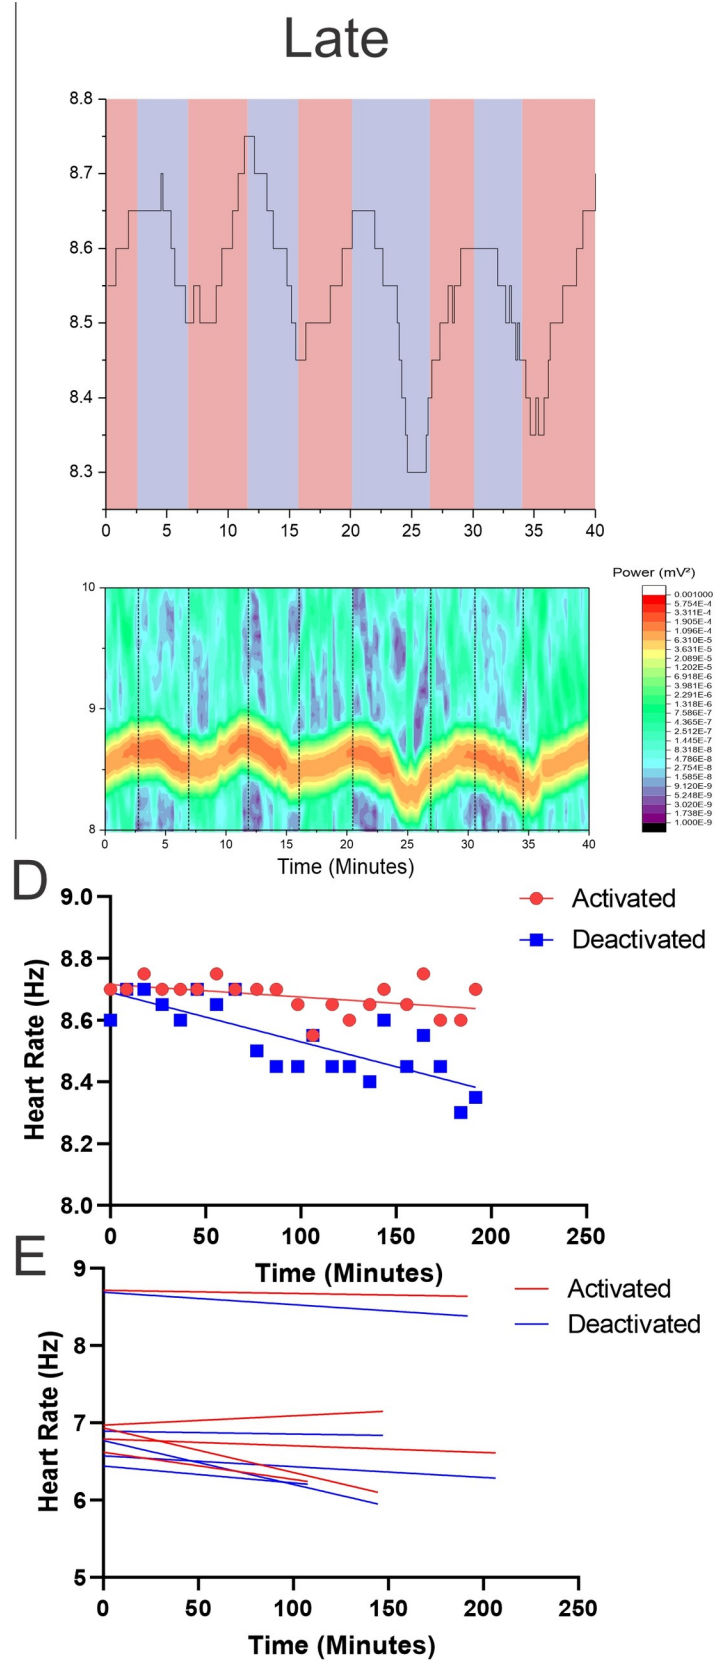 Late
8.8
8.7
8.6
8.5
8.4
8.3
0 5 10 15 20 25 30 35 40
Power (mV²)
10
9
8
0.001000
5.754E-4
3.311E-4
1.905E-4
1.096E-4
6.310E-5
3.631E-5
2.089E-5
1.202E-5
6.918E-6
3.981E-6
2.291E-6
1.318E-6
7.586E-7
4.365E-7
2.512E-7
1.445E-7
8.318E-8
4.786E-8
2.754E-8
1.585E-8
9.120E-9
5.248E-9
3.020E-9
1.738E-9
1.000E-9
0 5 10 15 20 25 30 35 40
Time (Minutes)
D
Activated
Deactivated
Heart Rate (Hz)
9.0
8.8
8.6
8.4
8.2
8.0
0 50 100 150 200 250
Time (Minutes)
E
Activated
Deactivated
Heart Rate (Hz)
9
8
7
6
5
0 50 100 150 200 250
Time (Minutes)